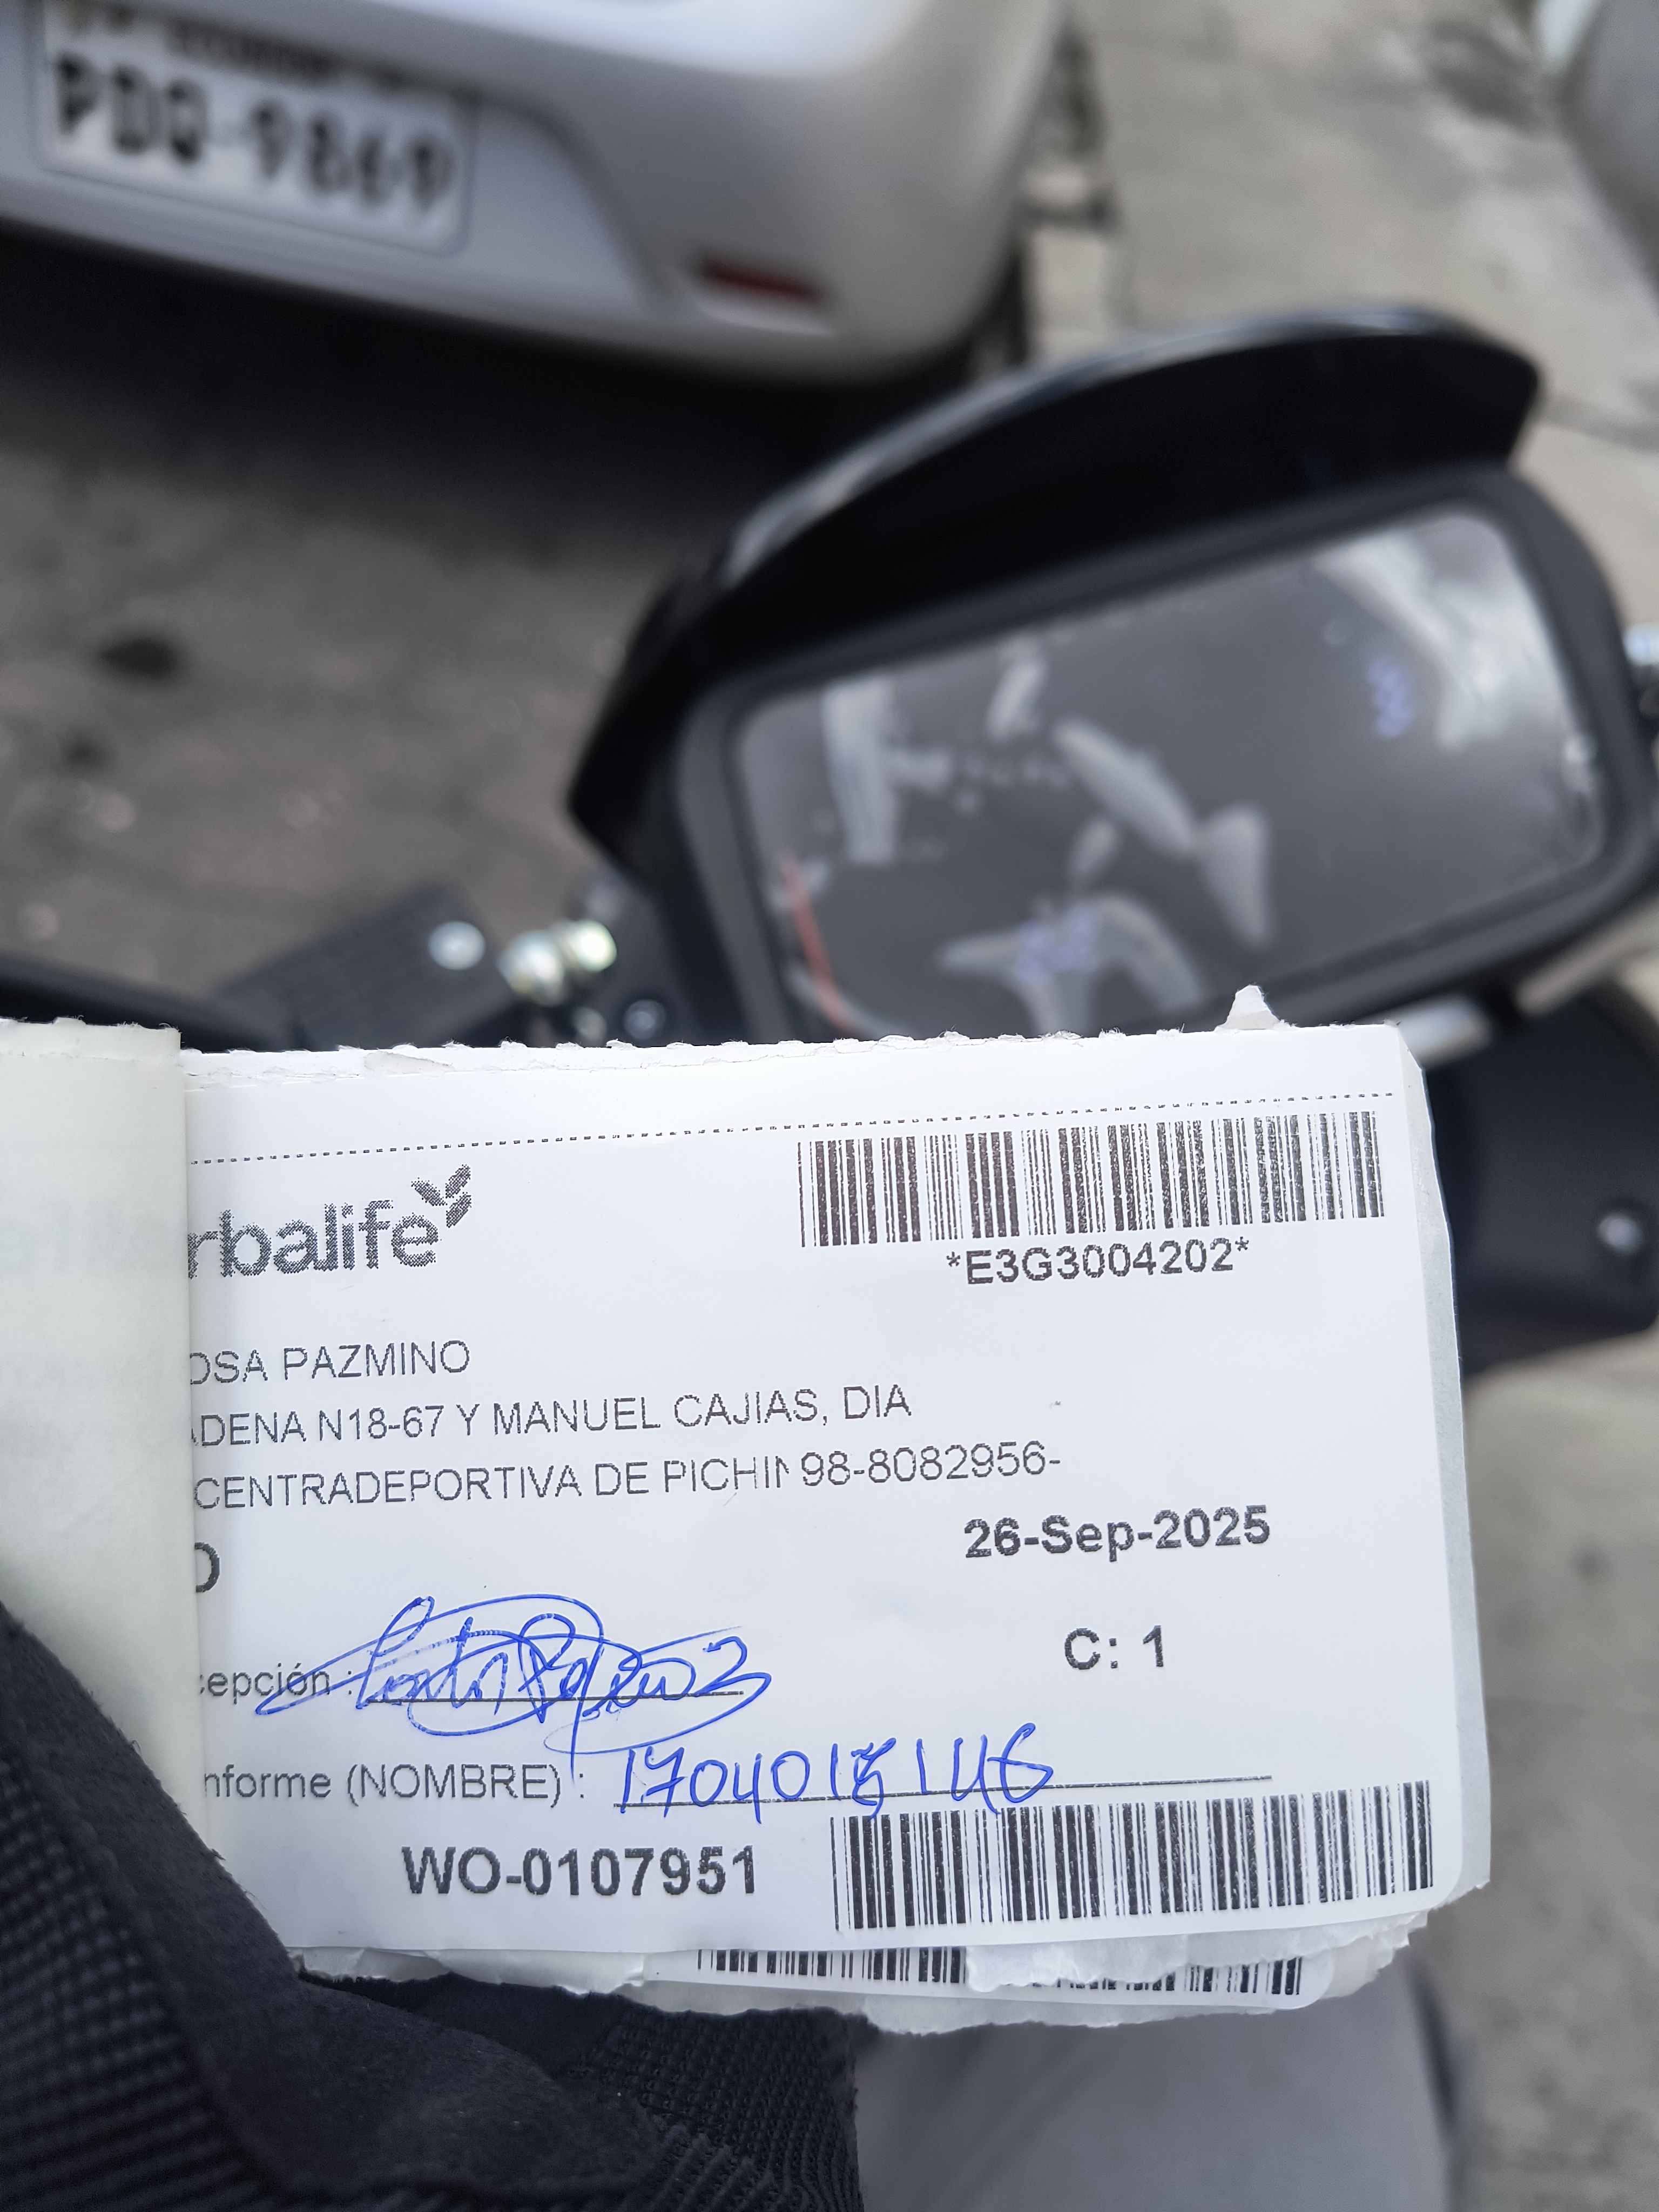 PDQ-9869
rbalife
*E3G3004202*
OSA PAZMINO
ADENA N18-67 Y MANUEL CAJIAS, DIA
CENTRADEPORTIVA DE PICHIN 98-8082956-
O
26-Sep-2025
C: 1
cepción :
nforme (NOMBRE) :
WO-0107951